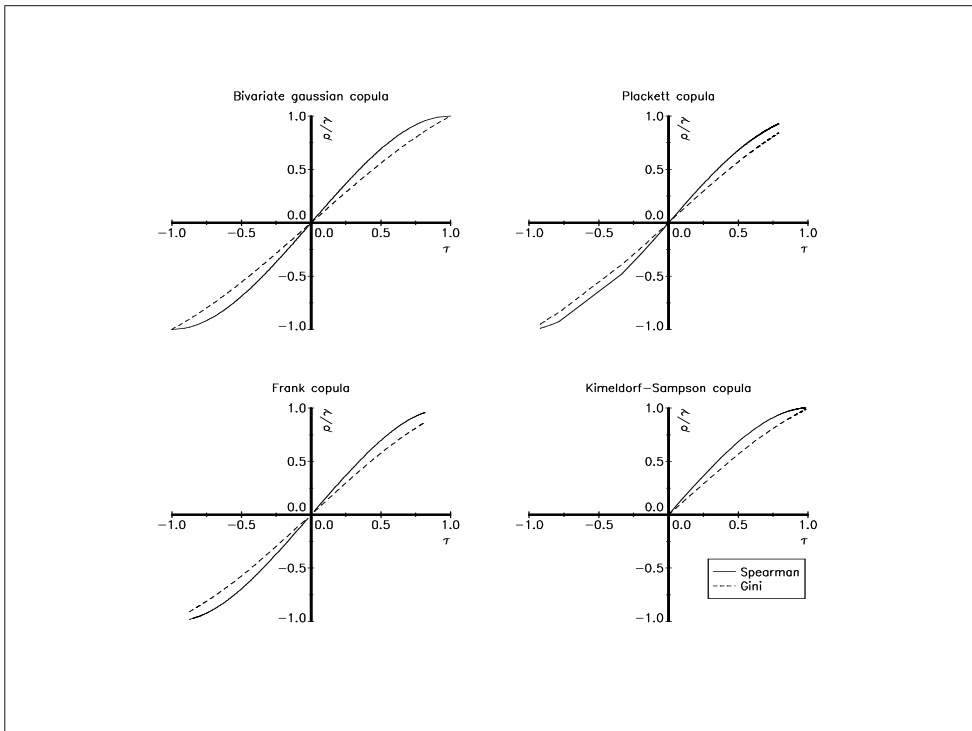 Bivariate gaussian copula
1.0
ρ/γ
0.5
0.0
−1.0 −0.5 0.0 0.5 1.0
τ
−0.5
−1.0
Plackett copula
1.0
ρ/γ
0.5
0.0
−1.0 −0.5 0.0 0.5 1.0
τ
−0.5
−1.0
Frank copula
1.0
ρ/γ
0.5
0.0
−1.0 −0.5 0.0 0.5 1.0
τ
−0.5
−1.0
Kimeldorf−Sampson copula
1.0
ρ/γ
0.5
0.0
−1.0 −0.5 0.0 0.5 1.0
τ
−0.5
−1.0
Spearman
Gini